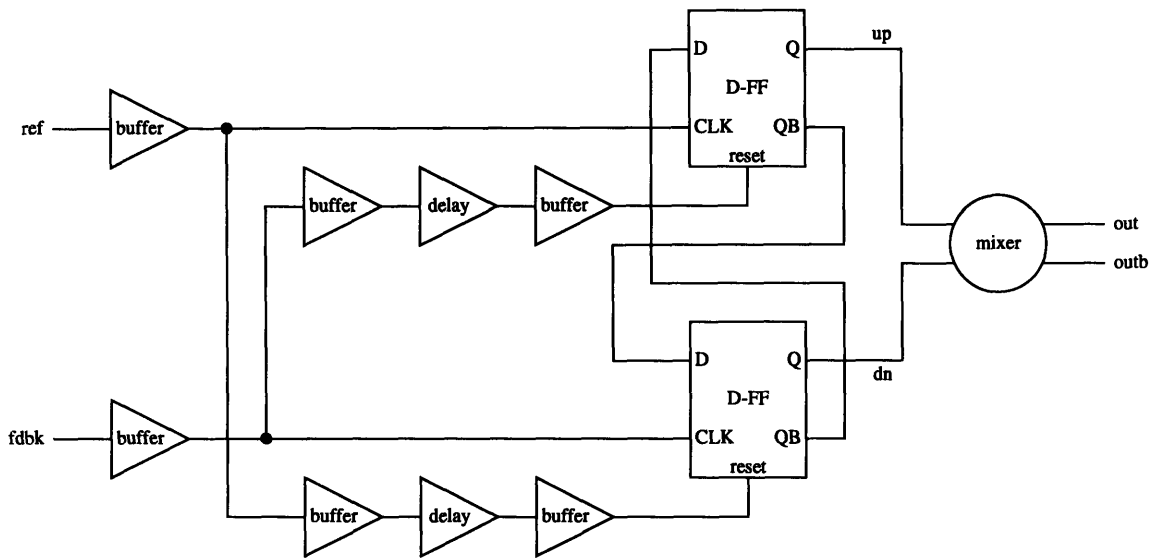 D Q up
D-FF
ref buffer CLK QB
reset
buffer delay buffer
mixer out
outb
D Q
dn
D-FF
fdbk buffer CLK QB
reset
buffer delay buffer